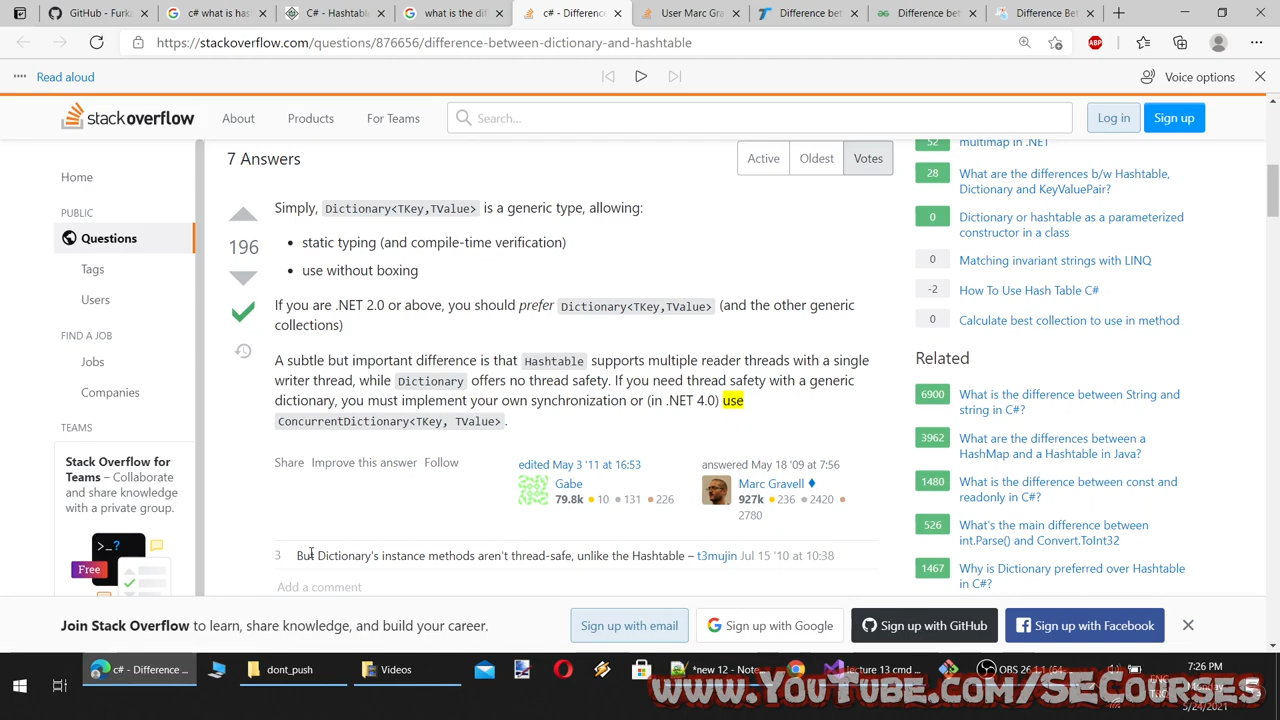 GitHub - Furka
c# what is has
C# - Hashtable
what is the dif
c# - Differenc
User Marc Gra
Difference bet
Difference bet
Difference Bet
https://stackoverflow.com/questions/876656/difference-between-dictionary-and-hashtable
ABP
Read aloud
Voice options
stackoverflow
About
Products
For Teams
Search...
Log in
Sign up
Home
PUBLIC
Questions
Tags
Users
FIND A JOB
Jobs
Companies
TEAMS
Stack Overflow for
Teams – Collaborate
and share knowledge
with a private group.
>_?
Free
7 Answers
Active
Oldest
Votes
196
Simply, Dictionary<TKey,TValue> is a generic type, allowing:
• static typing (and compile-time verification)
• use without boxing
If you are .NET 2.0 or above, you should prefer Dictionary<TKey,TValue> (and the other generic
collections)
A subtle but important difference is that Hashtable supports multiple reader threads with a single
writer thread, while Dictionary offers no thread safety. If you need thread safety with a generic
dictionary, you must implement your own synchronization or (in .NET 4.0) use
ConcurrentDictionary<TKey, TValue>.
Share Improve this answer Follow
edited May 3 '11 at 16:53
Gabe
79.8k 10 131 226
answered May 18 '09 at 7:56
Marc Gravell ♦
927k 236 2420
2780
3 But Dictionary's instance methods aren't thread-safe, unlike the Hashtable – t3mujin Jul 15 '10 at 10:38
Add a comment
52 multimap in .NET
28 What are the differences b/w Hashtable,
Dictionary and KeyValuePair?
0 Dictionary or hashtable as a parameterized
constructor in a class
0 Matching invariant strings with LINQ
-2 How To Use Hash Table C#
0 Calculate best collection to use in method
Related
6900 What is the difference between String and
string in C#?
3962 What are the differences between a
HashMap and a Hashtable in Java?
1480 What is the difference between const and
readonly in C#?
526 What's the main difference between
int.Parse() and Convert.ToInt32
1467 Why is Dictionary preferred over Hashtable
in C#?
Join Stack Overflow to learn, share knowledge, and build your career.
Sign up with email
Sign up with Google
Sign up with GitHub
Sign up with Facebook
c# - Difference ...
dont_push
Videos
*new 12 - Note...
lecture 13 cmd ...
OBS 26.1.1 (64...
ENG
7:26 PM
Monday
5/24/2021
www.YouTube.com/SECourses